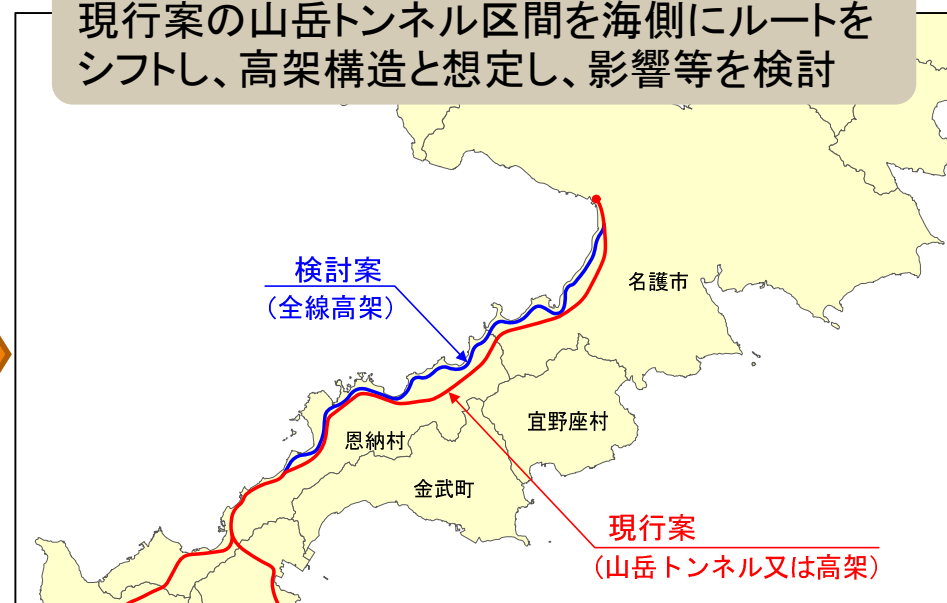 現行案の山岳トンネル区間を海側にルートを
シフトし、高架構造と想定し、影響等を検討
検討案
（全線高架）
名護市
宜野座村
恩納村
金武町
現行案
（山岳トンネル又は高架）